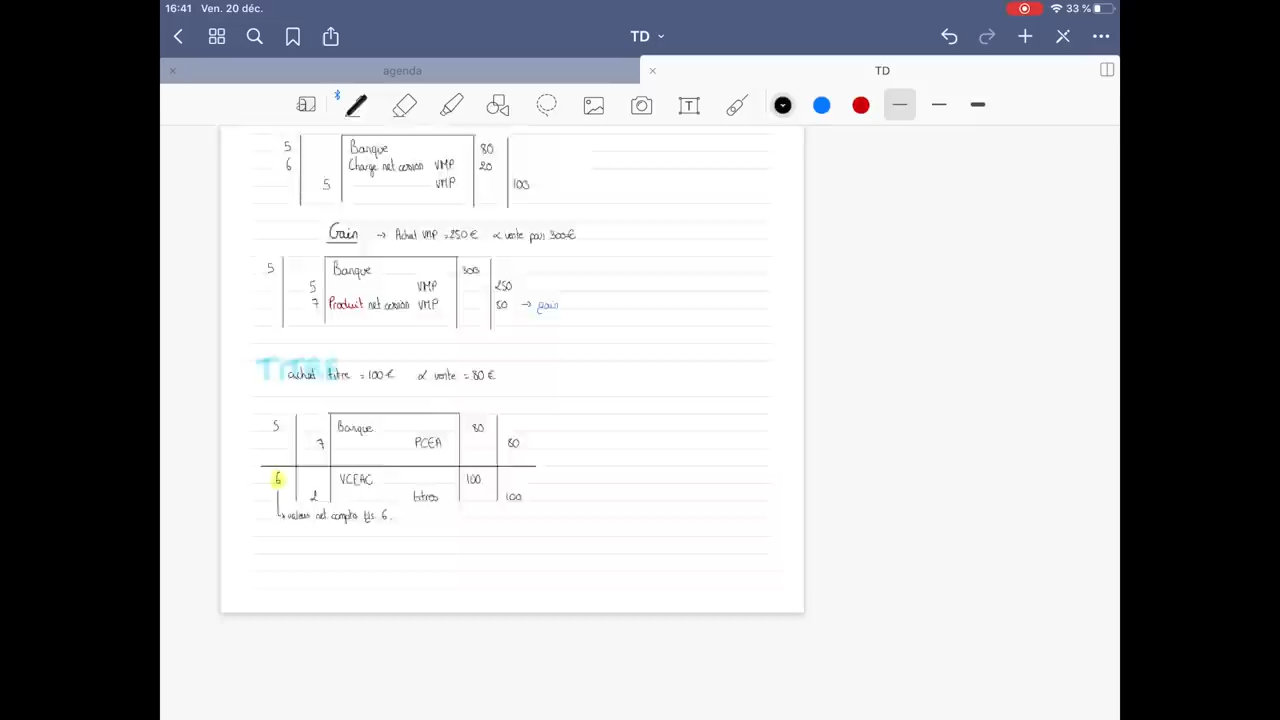 16:41 Ven. 20 déc. 33 %
TD
agenda TD
5 Banque 80
6 Charge net cession VMP 20
5 VMP 100
Gain → Achat VMP = 250 € & vente pour 300 €
5 Banque 300
5 VMP 250
7 Produit net cession VMP 50 → gain
TITRE
achat titre = 100 € & vente = 80 €
5 Banque 80
7 PCEA 80
6 VCEAC 100
2 titres 100
↳ valeur net compta tjs 6.